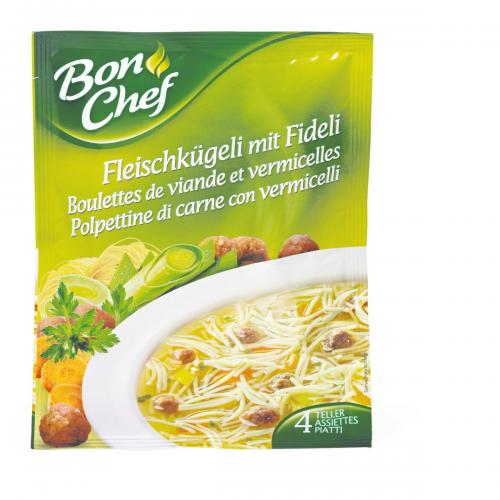 Bon
Chef
Fleischkügeli mit Fideli
Boulettes de viande et vermicelles
Polpettine di carne con vermicelli
4 TELLER
ASSIETTES
PIATTI